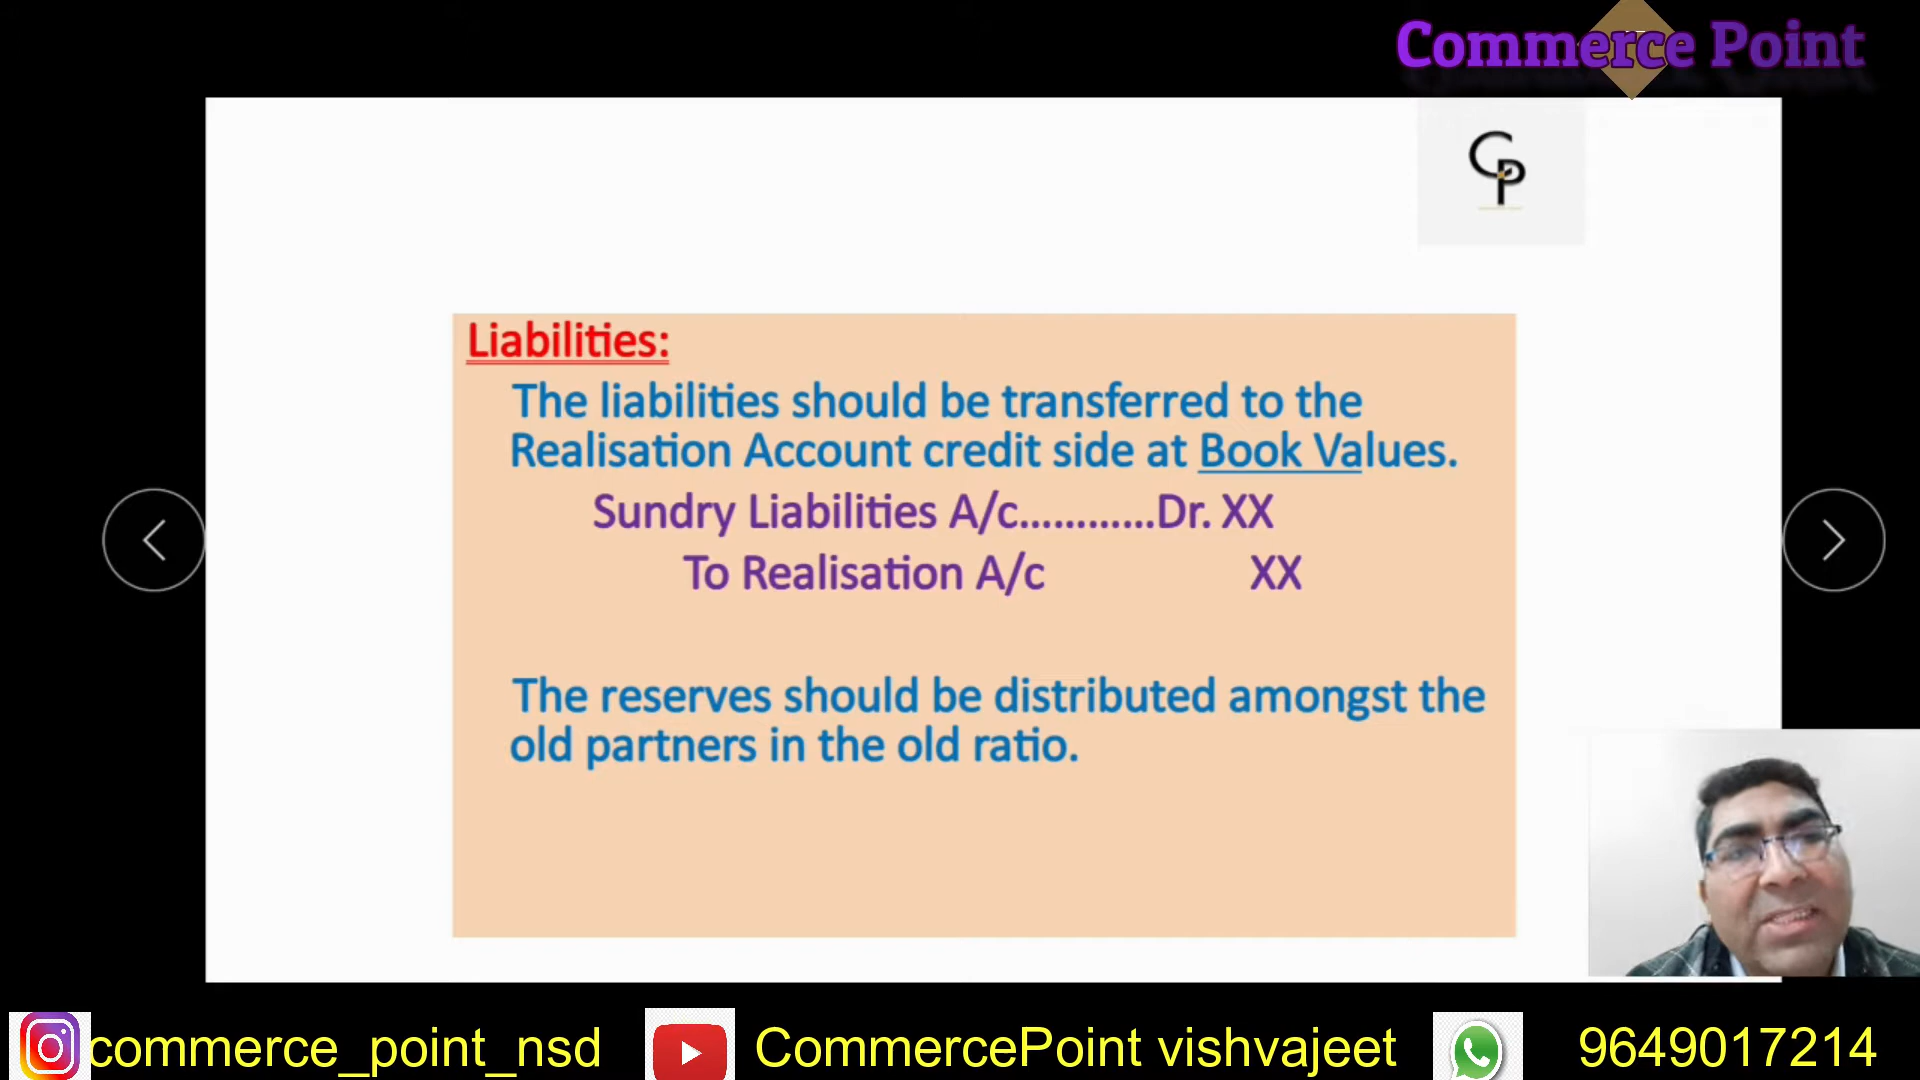 Commerce Point
CP
Liabilities:
The liabilities should be transferred to the
Realisation Account credit side at Book Values.
Sundry Liabilities A/c............Dr. XX
To Realisation A/c XX
The reserves should be distributed amongst the
old partners in the old ratio.
commerce_point_nsd CommercePoint vishvajeet 9649017214